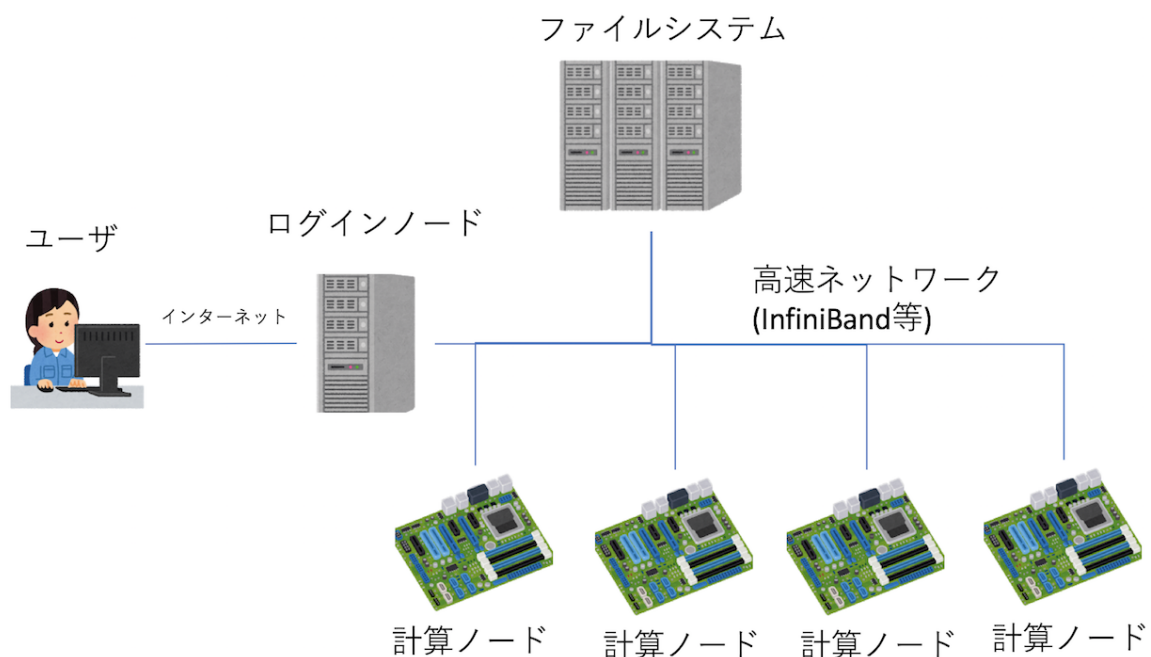 ファイルシステム
ログインノード
ユーザ
インターネット
高速ネットワーク
(InfiniBand等)
計算ノード
計算ノード
計算ノード
計算ノード